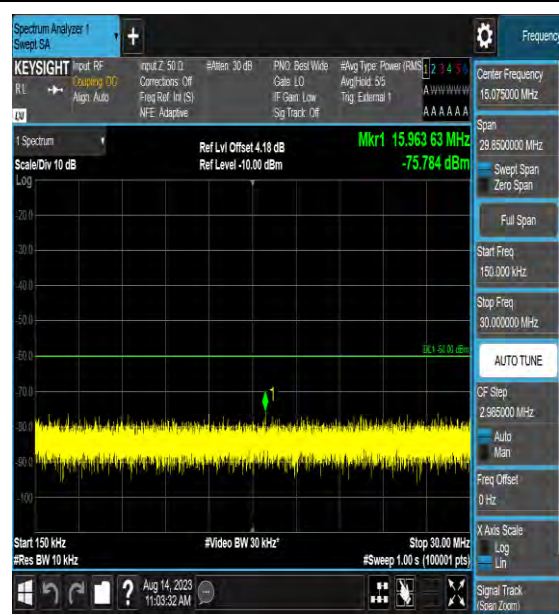 Spectrum Analyzer 1
Swept SA
Frequency
KEYSIGHT
RL
Input: RF
Coupling: DC
Align: Auto
Input Z: 50 Ω
Corrections: Off
Freq Ref: Int (S)
NFE: Adaptive
#Atten: 30 dB
PNO: Best Wide
Gate: LO
IF Gain: Low
Sig Track: Off
#Avg Type: Power (RMS
Avg|Hold: 5/5
Trig: External 1
1 2 3 4 5 6
A W W W W W
A A A A A A
1 Spectrum
Scale/Div 10 dB
Log
Ref Lvl Offset 4.18 dB
Ref Level -10.00 dBm
Mkr1 15.963 63 MHz
-75.784 dBm
-20.0
-30.0
-40.0
-50.0
-60.0
-70.0
-80.0
-90.0
-100
DL1 -60.00 dBm
1
Start 150 kHz
#Res BW 10 kHz
#Video BW 30 kHz*
Stop 30.00 MHz
#Sweep 1.00 s (100001 pts)
Center Frequency
15.075000 MHz
Span
29.8500000 MHz
Swept Span
Zero Span
Full Span
Start Freq
150.000 kHz
Stop Freq
30.000000 MHz
AUTO TUNE
CF Step
2.985000 MHz
Auto
Man
Freq Offset
0 Hz
X Axis Scale
Log
Lin
Signal Track
(Span Zoom)
?
Aug 14, 2023
11:03:32 AM